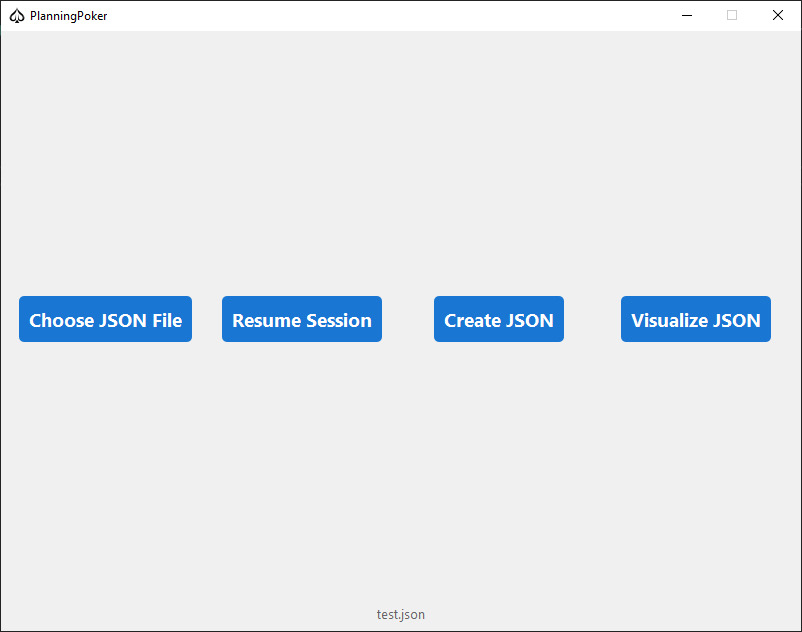 PlanningPoker
Choose JSON File
Resume Session
Create JSON
Visualize JSON
test.json